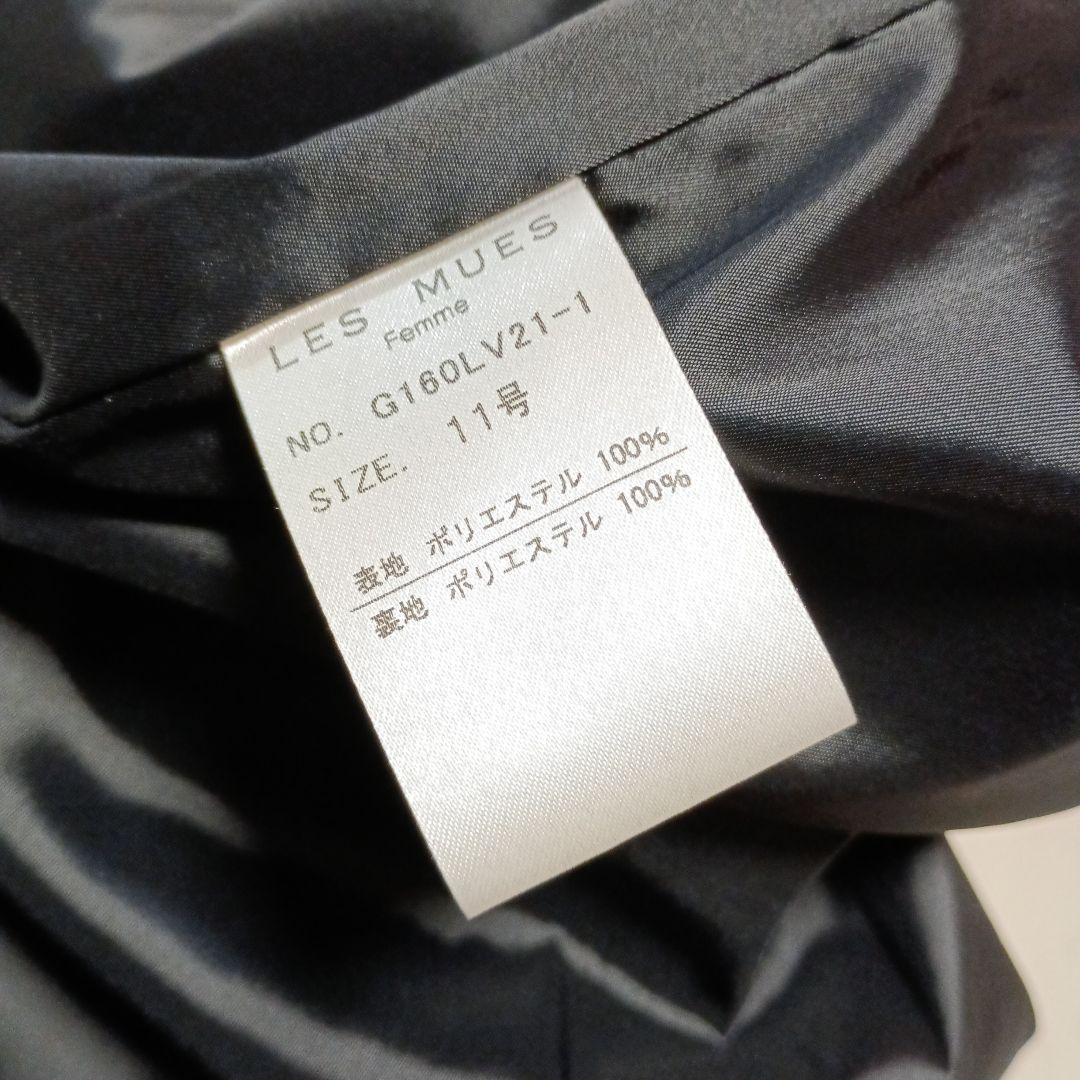 LES MUES
Femme
NO. G160LV21-1
SIZE. 11号
表地 ポリエステル 100%
裏地 ポリエステル 100%